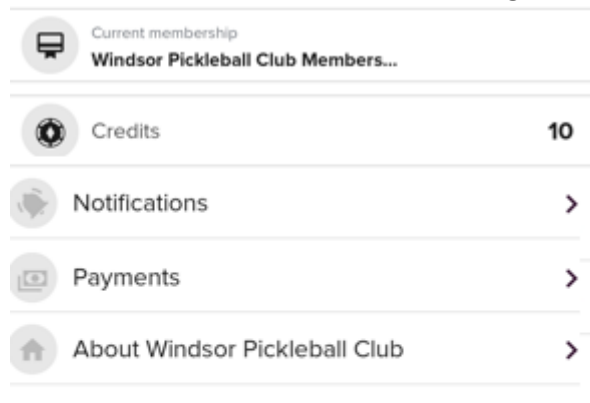 Current membership
Windsor Pickleball Club Members...
Credits 10
Notifications
Payments
About Windsor Pickleball Club